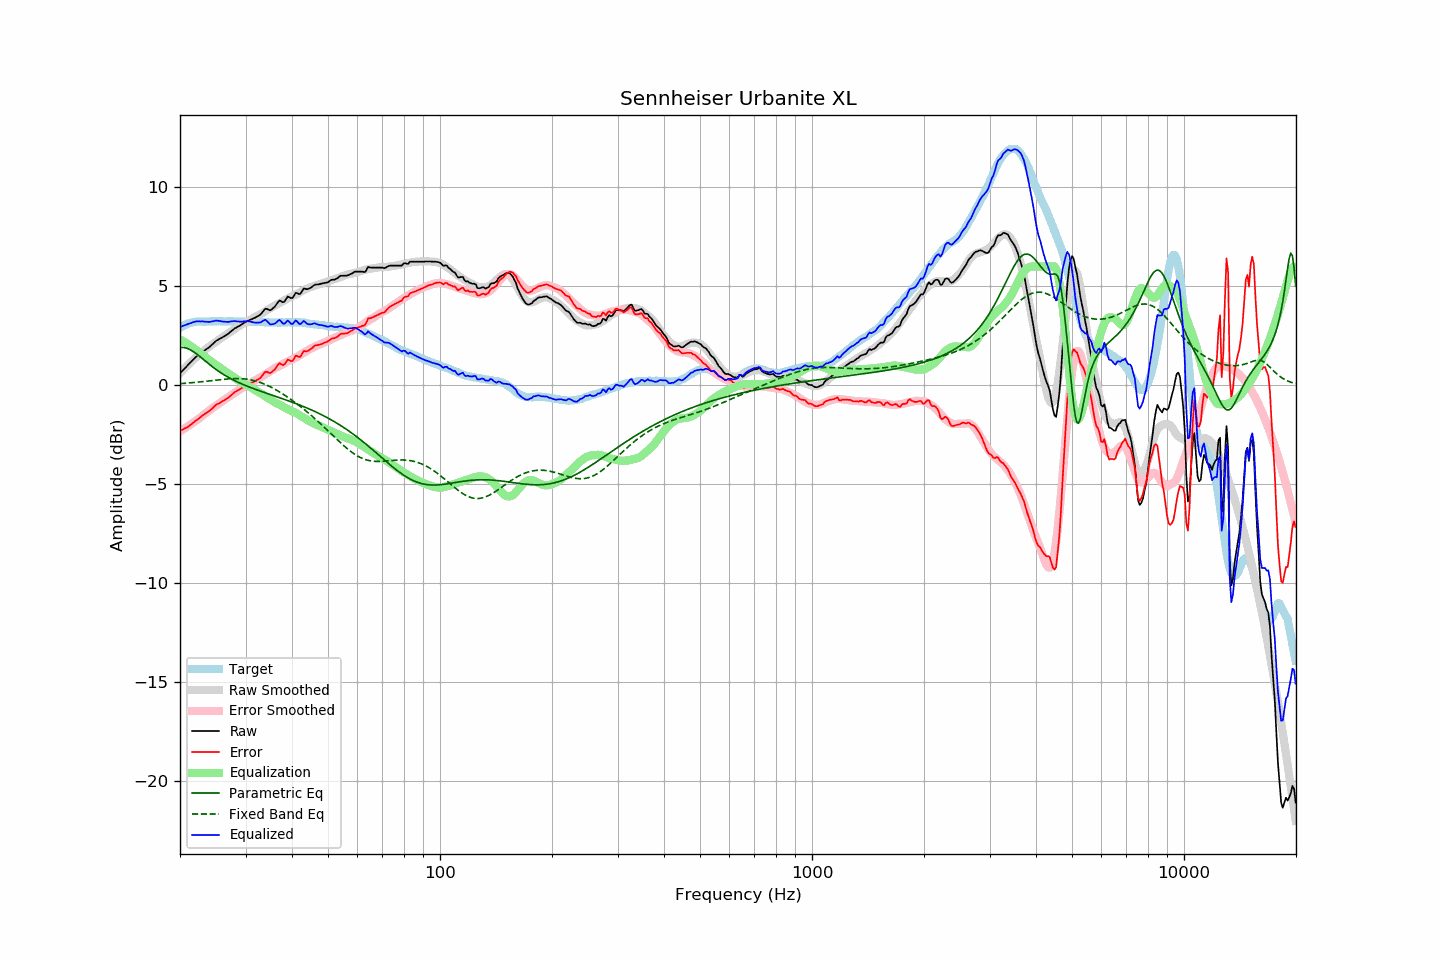 Sennheiser Urbanite XL
Amplitude (dBr)
10
5
0
−5
−10
−15
−20
Target
Raw Smoothed
Error Smoothed
Raw
Error
Equalization
Parametric Eq
Fixed Band Eq
Equalized
100
1000
10000
Frequency (Hz)